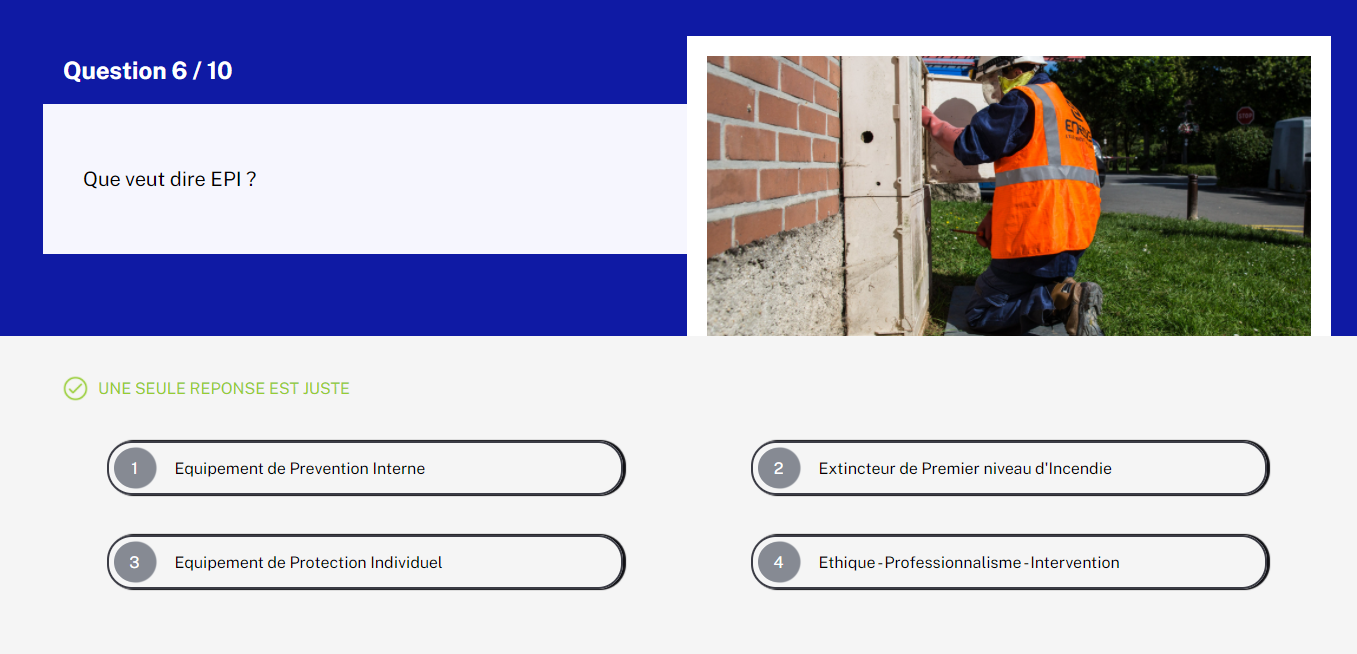 Question 6 / 10
Que veut dire EPI ?
STOP
UNE SEULE REPONSE EST JUSTE
1 Equipement de Prevention Interne
2 Extincteur de Premier niveau d'Incendie
3 Equipement de Protection Individuel
4 Ethique - Professionnalisme - Intervention